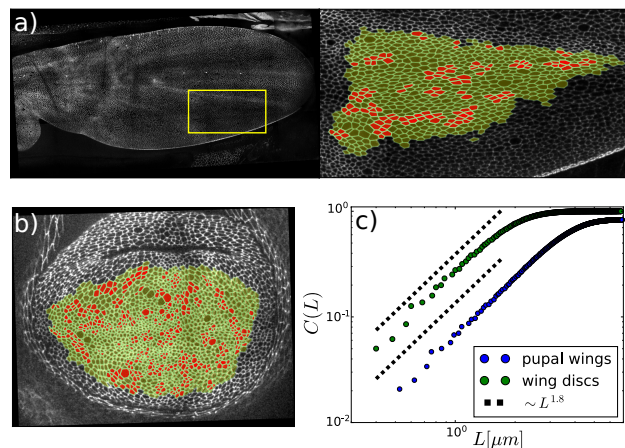 a)
b)
c)
10^0
10^-1
10^-2
C(L)
pupal wings
wing discs
~ L^1.8
10^0
L[μm]